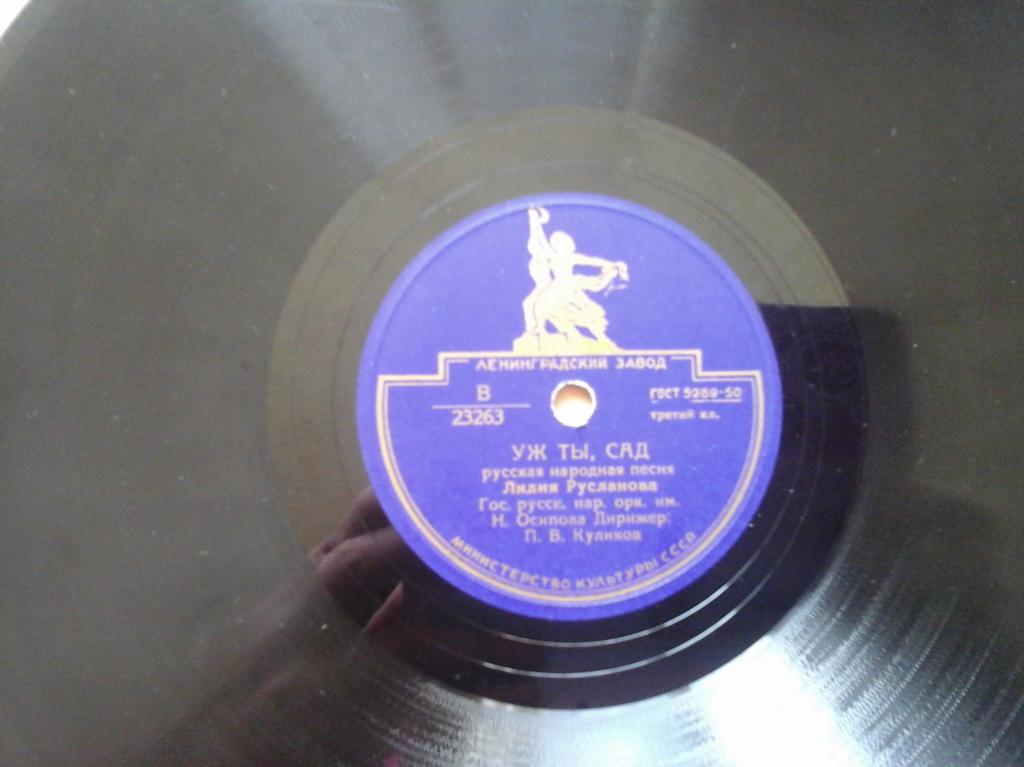 ЛЕНИНГРАДСКИЙ ЗАВОД
В
23263
ГОСТ 5289-50
третий кл.
УЖ ТЫ, САД
русская народная песня
Лидия Русланова
Гос. русск. нар. орк. им.
Н. Осипова Дирижер:
П. В. Куликов
МИНИСТЕРСТВО КУЛЬТУРЫ СССР